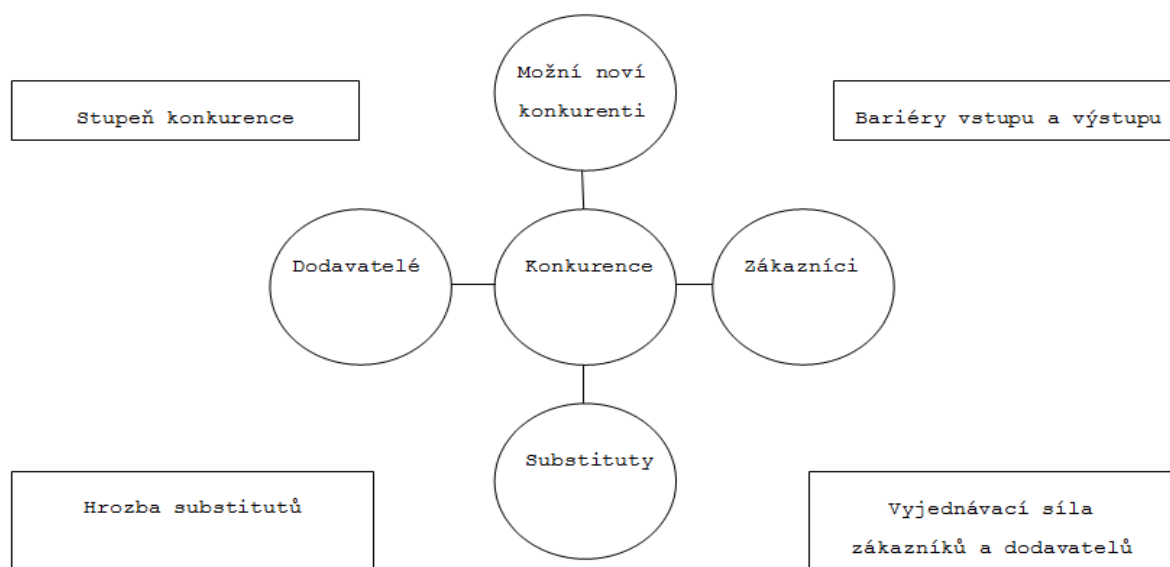 Možní noví
konkurenti
Stupeň konkurence
Bariéry vstupu a výstupu
Dodavatelé
Konkurence
Zákazníci
Substituty
Hrozba substitutů
Vyjednávací síla
zákazníků a dodavatelů